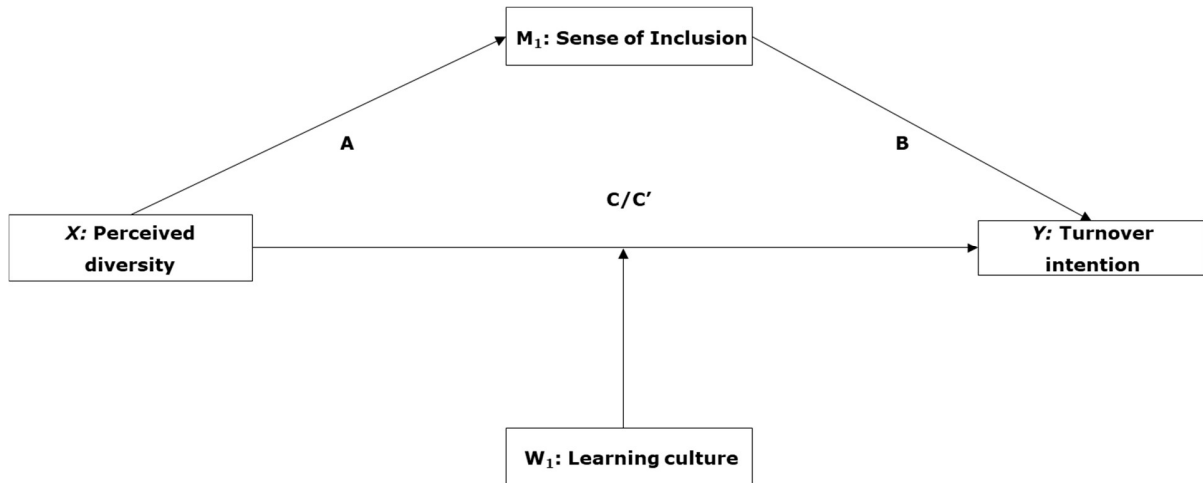 M₁: Sense of Inclusion
A
B
C/C’
X: Perceived
diversity
Y: Turnover
intention
W₁: Learning culture